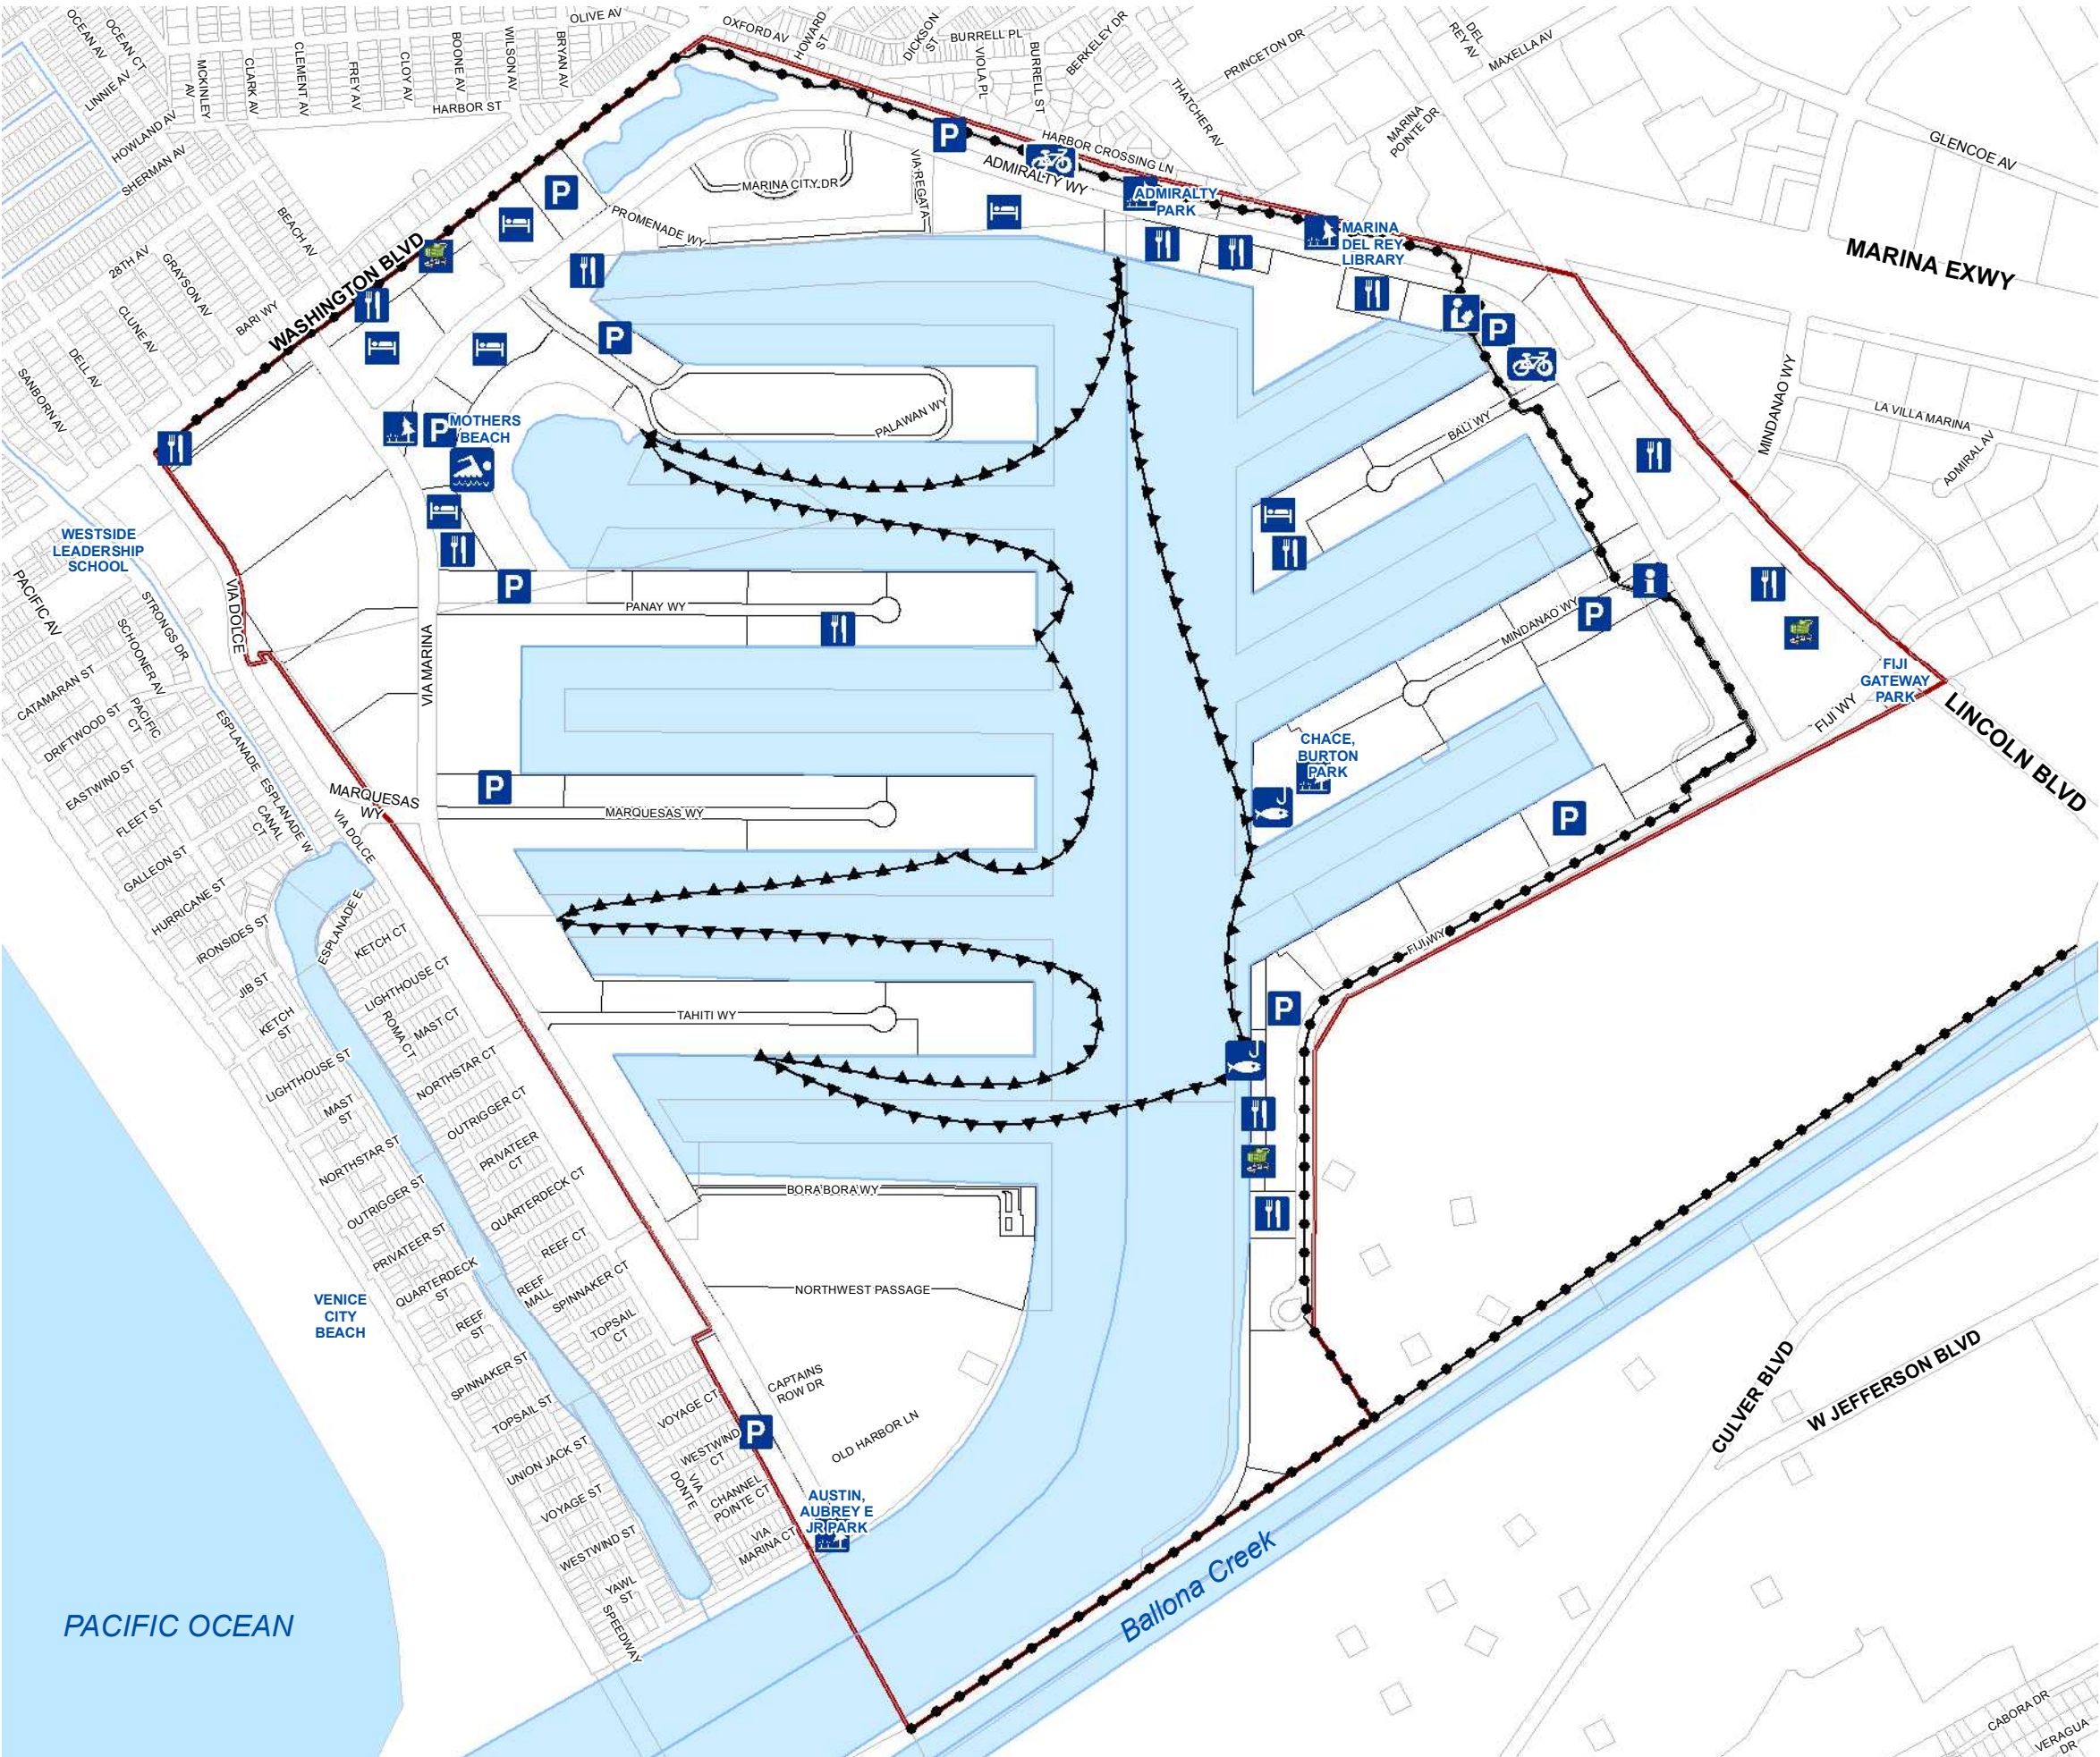 OCEAN AV
OCEAN CT
LINNIE AV
HOWLAND AV
SHERMAN AV
MCKINLEY
AV
CLARK AV
CLEMENT AV
FREY AV
CLOY AV
BOONE AV
WILSON AV
BRYAN AV
OLIVE AV
HARBOR ST
OXFORD AV
HOWARD
ST
DICKSON
ST
BURRELL PL
VIOLA PL
BURRELL ST
BERKELEY DR
THATCHER AV
PRINCETON DR
DEL
REY AV
MAXELLA AV
MARINA
POINTE DR
GLENCOE AV
MARINA EXWY
HARBOR CROSSING LN
ADMIRALTY WY
P
ADMIRALTY
PARK
MARINA
DEL REY
LIBRARY
MARINA CITY DR
VIA REGATA
PROMENADE WY
P
BEACH AV
28TH AV
GRAYSON AV
CLUNE AV
BARI WY
DELL AV
SANBORN AV
WASHINGTON BLVD
P
P
MOTHERS
BEACH
PALAWAN WY
P
BALI WY
MINDANAO WY
LA VILLA MARINA
ADMIRAL AV
WESTSIDE
LEADERSHIP
SCHOOL
PACIFIC AV
VIA DOLCE
STRONGS DR
SCHOONER AV
P
PANAY WY
VIA MARINA
i
P
MINDANAO WY
FIJI
GATEWAY
PARK
FIJI WY
LINCOLN BLVD
CATAMARAN ST
DRIFTWOOD ST
PACIFIC
CT
EASTWIND ST
FLEET ST
GALLEON ST
HURRICANE ST
IRONSIDES ST
JIB ST
KETCH
ST
LIGHTHOUSE ST
MAST
ST
NORTHSTAR ST
OUTRIGGER ST
PRIVATEER ST
QUARTERDECK
ST
REEF
ST
SPINNAKER ST
TOPSAIL ST
UNION JACK ST
VOYAGE ST
WESTWIND ST
YAWL
ST
SPEEDWAY
ESPLANADE
ESPLANADE W
CANAL
CT
ESPLANADE E
MARQUESAS
WY
VIA DOLCE
P
MARQUESAS WY
CHACE,
BURTON
PARK
P
FIJI WY
KETCH CT
LIGHTHOUSE CT
ROMA CT
MAST CT
NORTHSTAR CT
OUTRIGGER CT
PRIVATEER
CT
QUARTERDECK CT
REEF CT
REEF
MALL
SPINNAKER CT
TOPSAIL
CT
VOYAGE CT
WESTWIND
CT
VIA
DONTE
CHANNEL
POINTE CT
VIA
MARINA CT
TAHITI WY
P
BORA BORA WY
NORTHWEST PASSAGE
CAPTAINS
ROW DR
OLD HARBOR LN
P
AUSTIN,
AUBREY E
JR PARK
VENICE
CITY
BEACH
PACIFIC OCEAN
Ballona Creek
CULVER BLVD
W JEFFERSON BLVD
CABORA DR
VERAGUA
DR